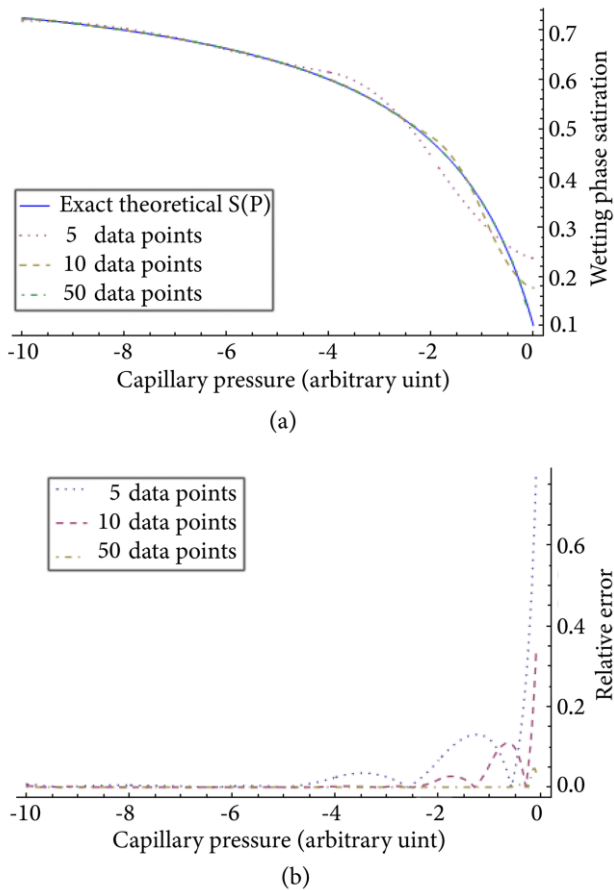 0.7
0.6
0.5
0.4
0.3
0.2
0.1
Wetting phase satiration
Exact theoretical S(P)
5 data points
10 data points
50 data points
-10 -8 -6 -4 -2 0
Capillary pressure (arbitrary uint)
(a)
5 data points
10 data points
50 data points
0.6
0.4
0.2
0.0
Relative error
-10 -8 -6 -4 -2 -0
Capillary pressure (arbitrary uint)
(b)